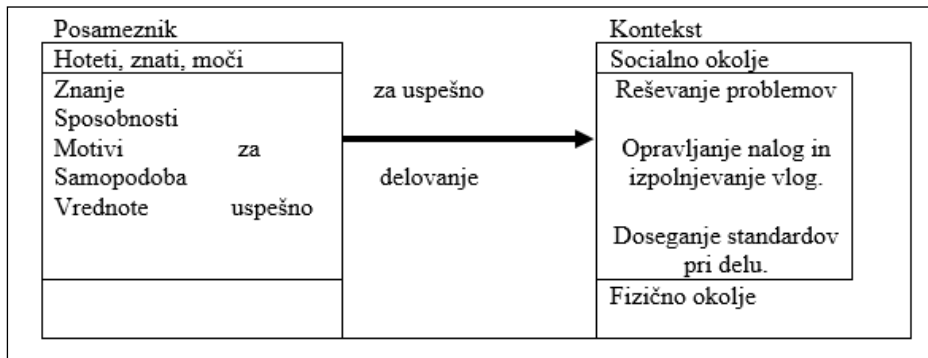 Posameznik
Hoteti, znati, moči
Znanje
Sposobnosti
Motivi za
Samopodoba
Vrednote uspešno
za uspešno
delovanje
Kontekst
Socialno okolje
Reševanje problemov
Opravljanje nalog in
izpolnjevanje vlog.
Doseganje standardov
pri delu.
Fizično okolje